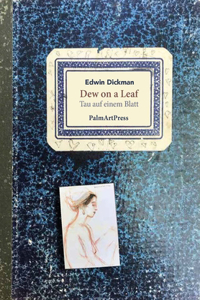 Edwin Dickman
Dew on a Leaf
Tau auf einem Blatt
PalmArtPress